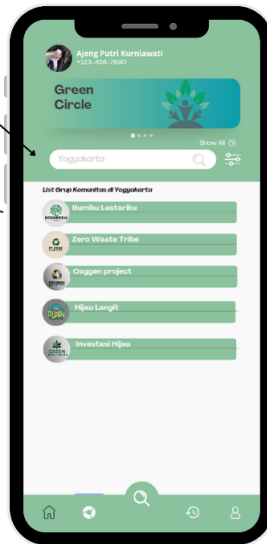 Ajeng Putri Kurniawati
+123-456-7890
Green
Circle
Show All
Yogyakarta
List Grup Komunitas di Yogyakarta
Bumiku Lestariku
Zero Waste Tribe
Oxygen project
Hijau Langit
Investasi Hijau
GREEN